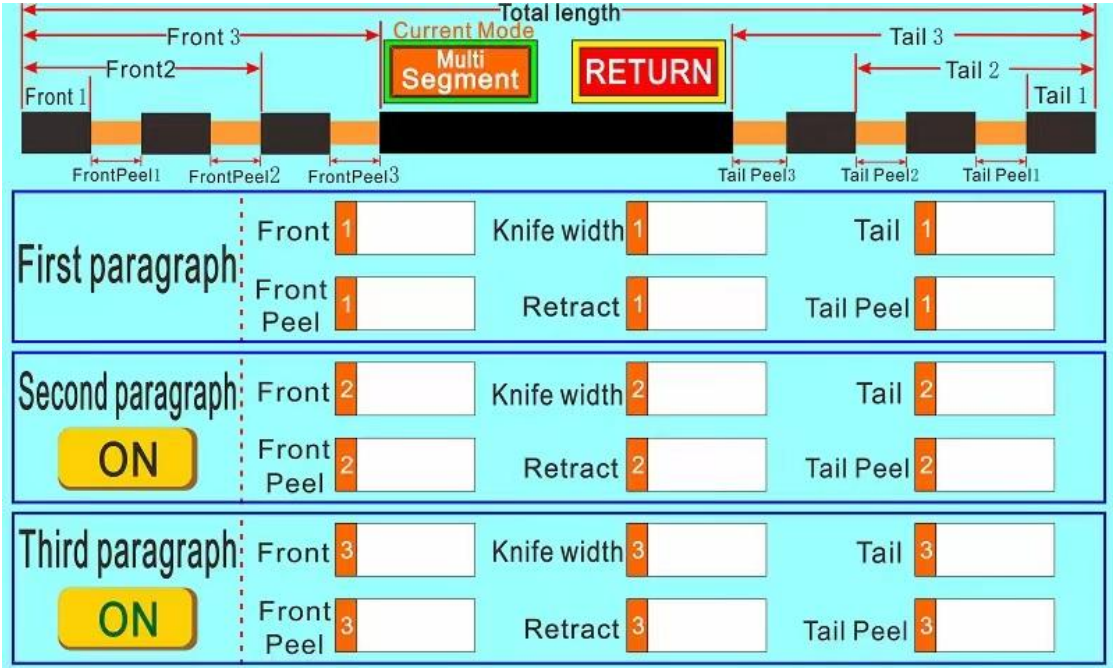 Total length
Front 3
Current Mode
Tail 3
Multi
Segment
RETURN
Front2
Tail 2
Front 1
Tail 1
FrontPeel1
FrontPeel2
FrontPeel3
Tail Peel3
Tail Peel2
Tail Peel1
First paragraph
Front 1
Knife width 1
Tail 1
Front
Peel 1
Retract 1
Tail Peel 1
Second paragraph
ON
Front 2
Knife width 2
Tail 2
Front
Peel 2
Retract 2
Tail Peel 2
Third paragraph
ON
Front 3
Knife width 3
Tail 3
Front
Peel 3
Retract 3
Tail Peel 3